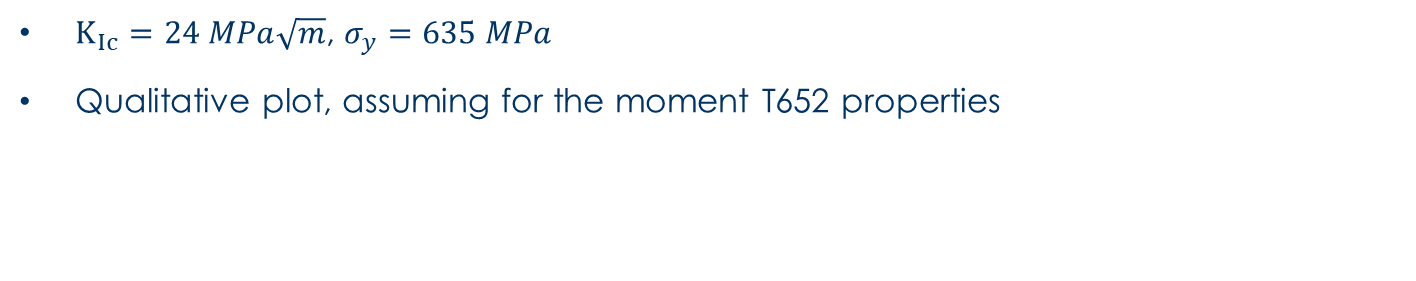 • K_Ic = 24 MPa√m, σ_y = 635 MPa
• Qualitative plot, assuming for the moment T652 properties